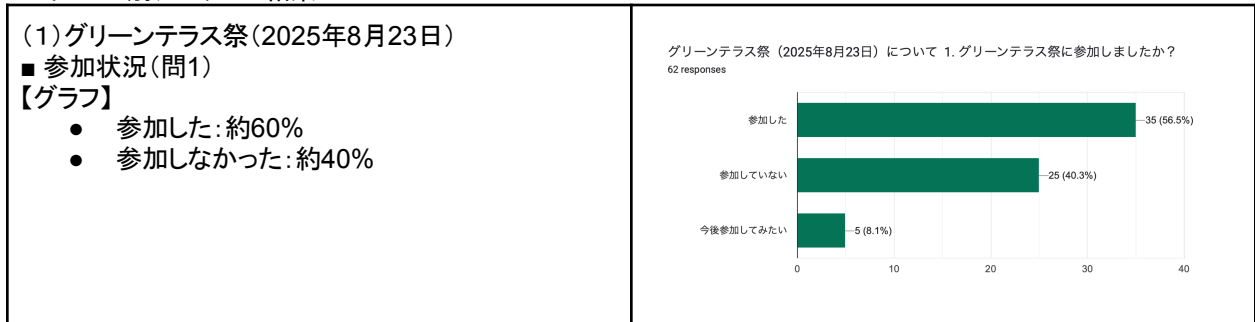 (1)グリーンテラス祭(2025年8月23日)
■ 参加状況(問1)
【グラフ】
● 参加した:約60%
● 参加しなかった:約40%
グリーンテラス祭（2025年8月23日）について 1. グリーンテラス祭に参加しましたか？
62 responses
参加した 35 (56.5%)
参加していない 25 (40.3%)
今後参加してみたい 5 (8.1%)
0 10 20 30 40